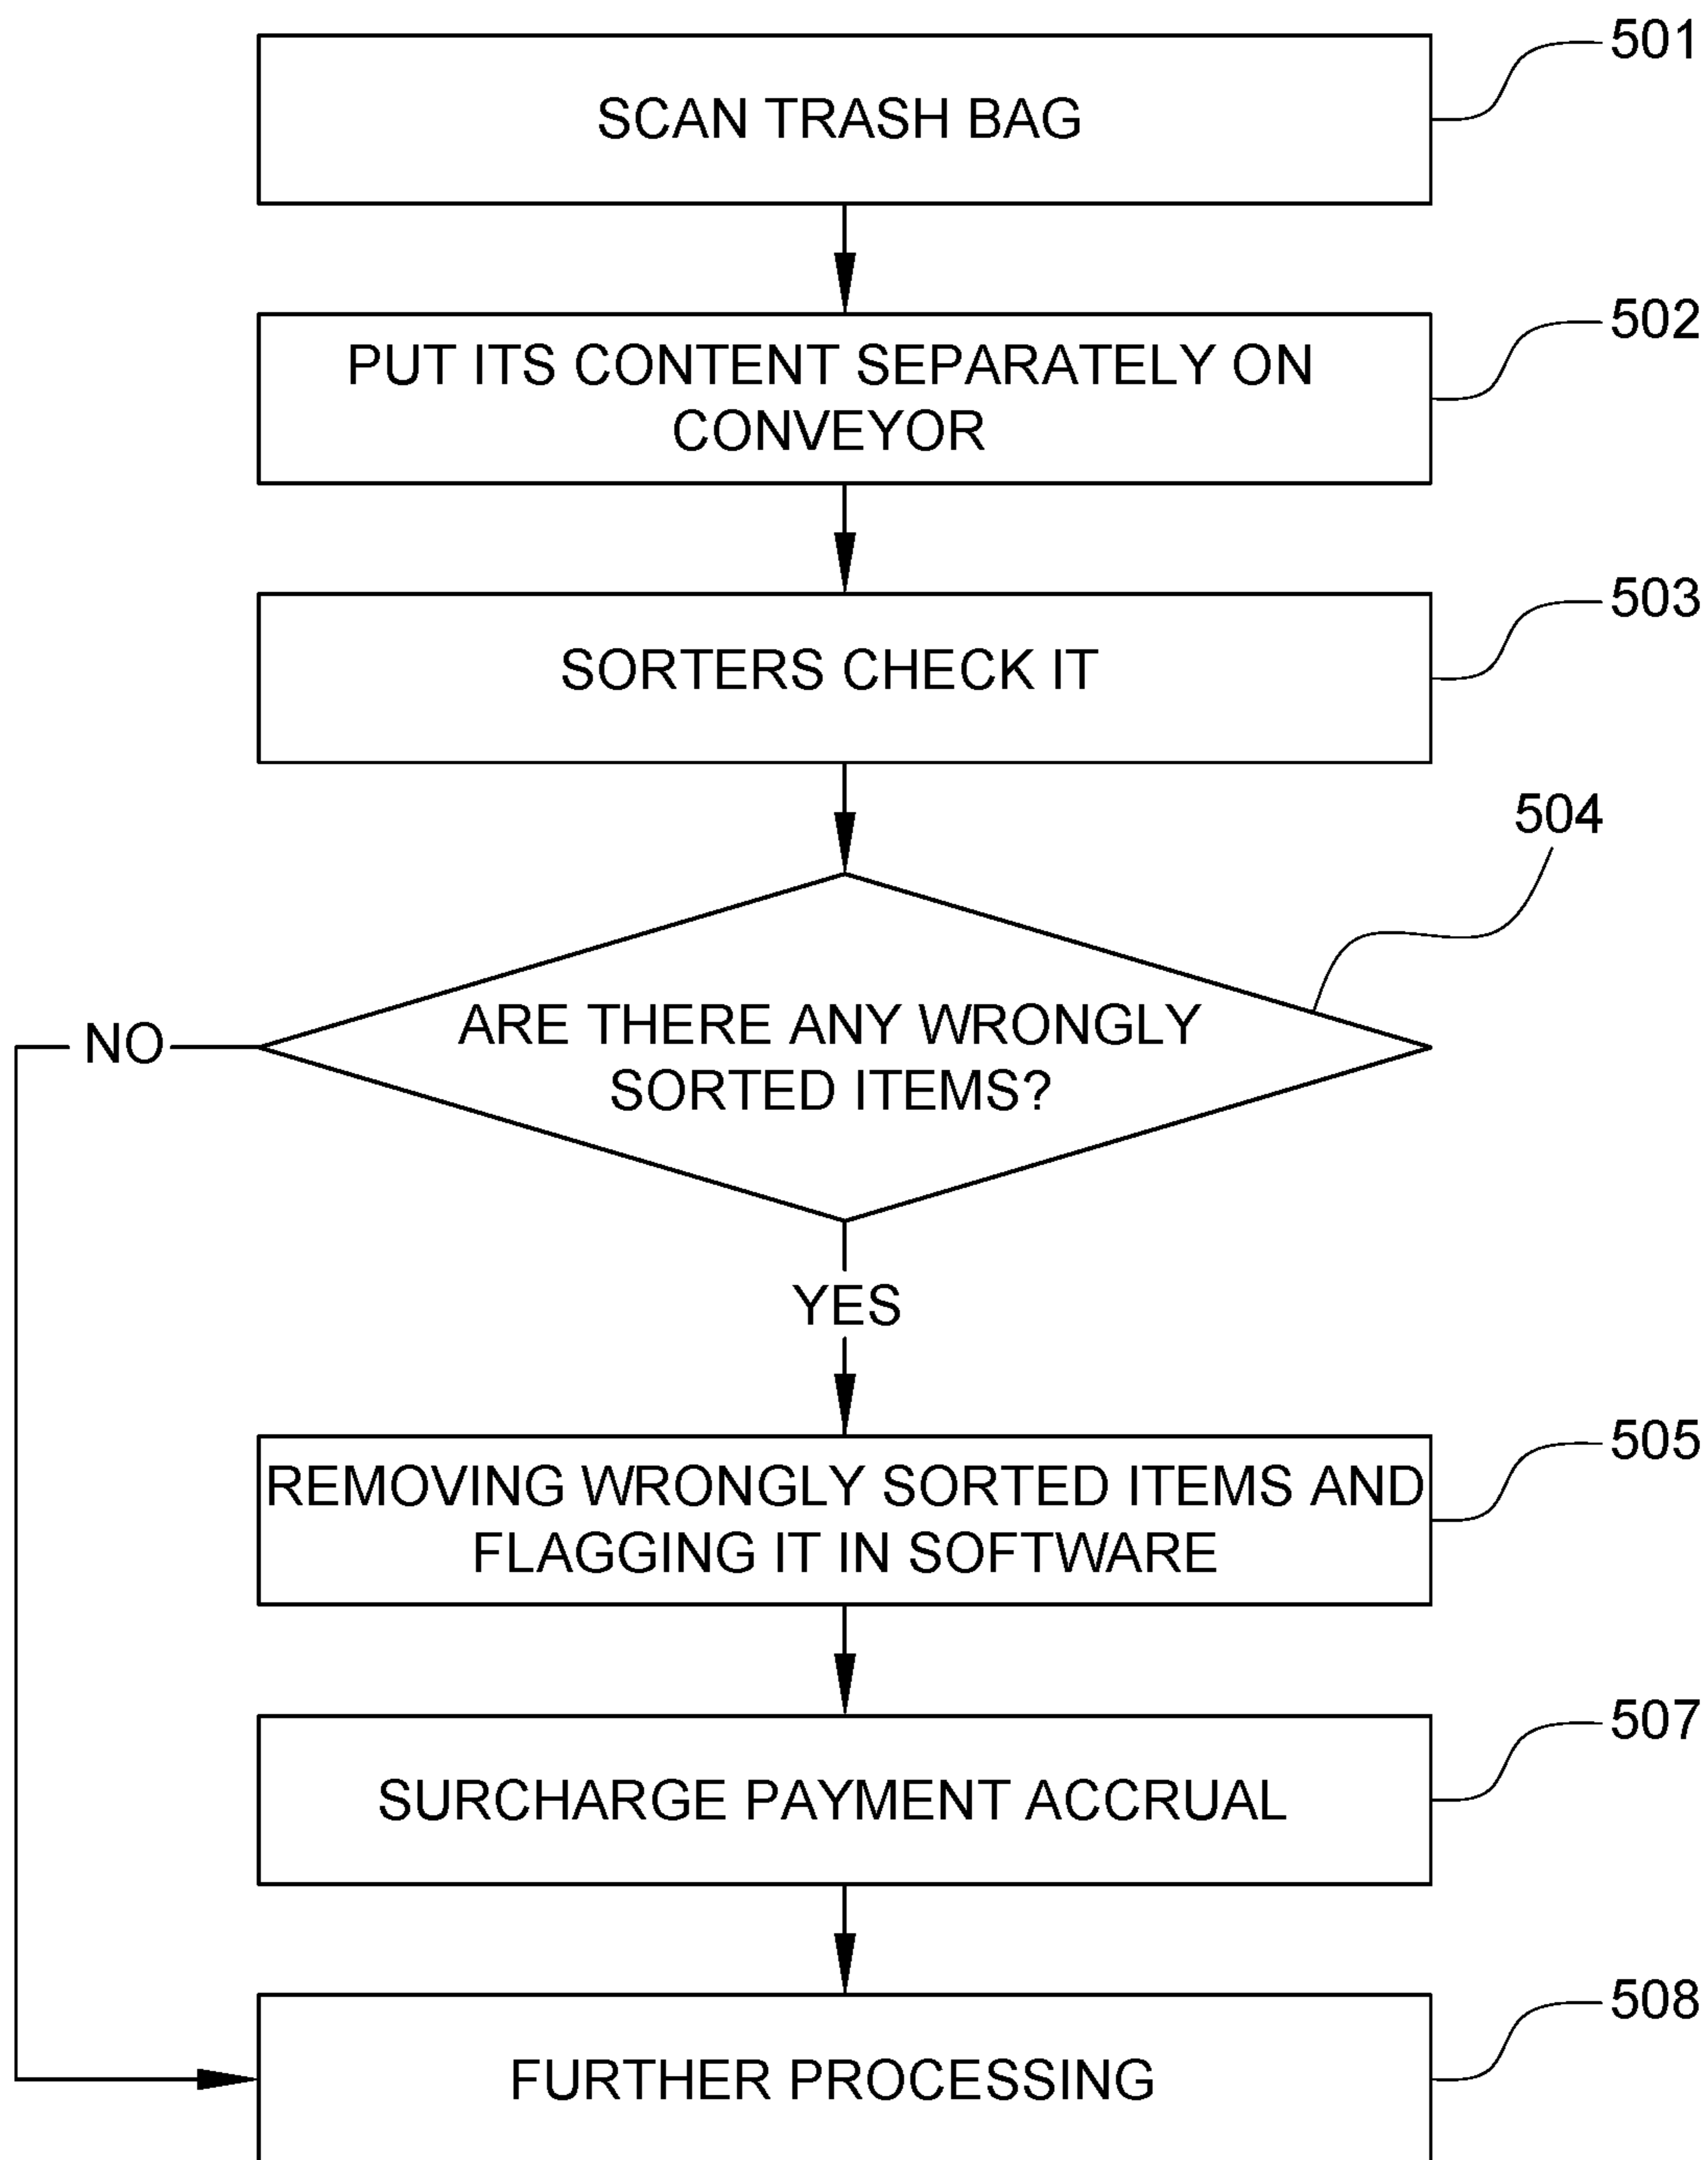 501
SCAN TRASH BAG
502
PUT ITS CONTENT SEPARATELY ON
CONVEYOR
503
SORTERS CHECK IT
504
ARE THERE ANY WRONGLY
SORTED ITEMS?
NO
YES
505
REMOVING WRONGLY SORTED ITEMS AND
FLAGGING IT IN SOFTWARE
507
SURCHARGE PAYMENT ACCRUAL
508
FURTHER PROCESSING